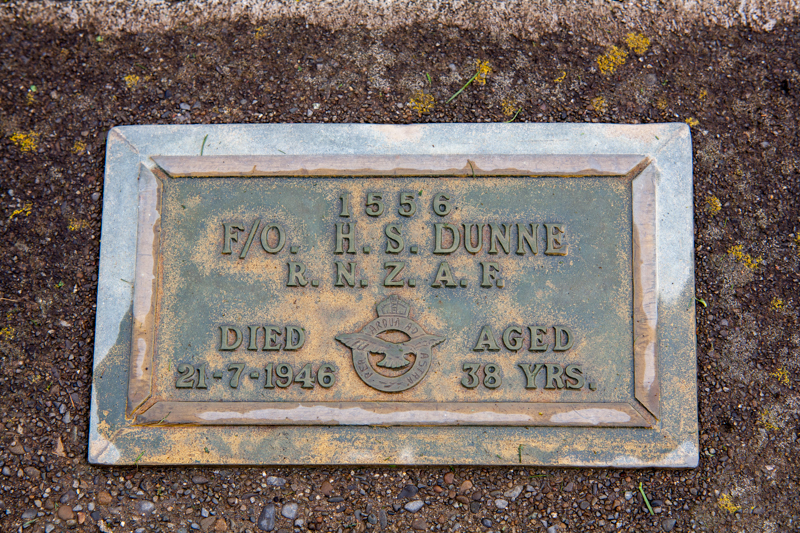 1556
F/O. H. S. DUNNE
R. N. Z. A. F.
DIED
21-7-1946
AGED
38 YRS.